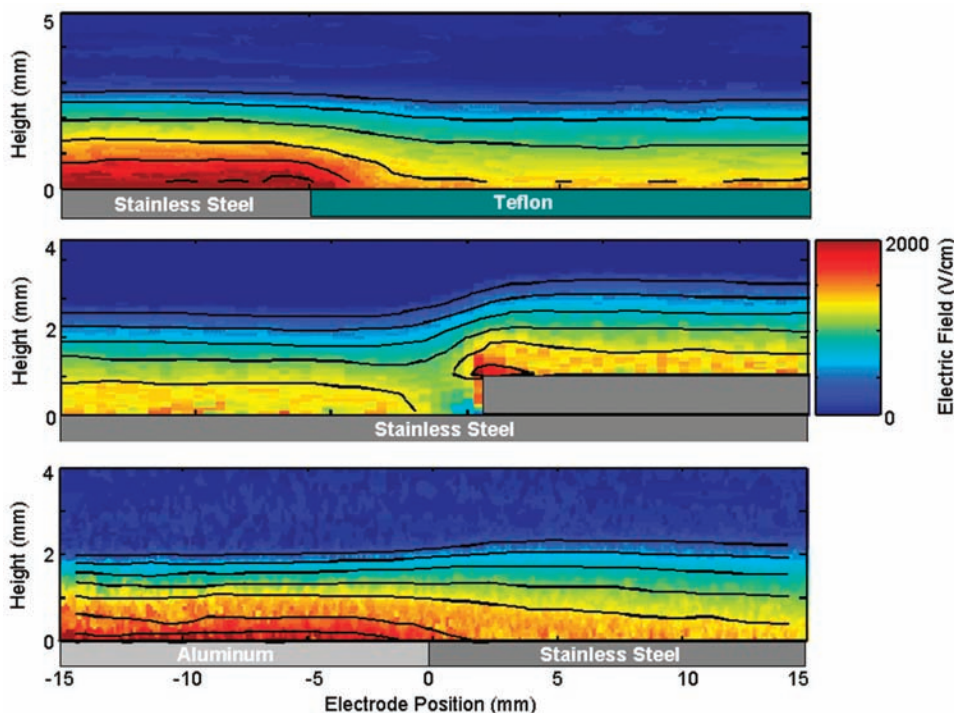 5
Height (mm)
0
Stainless Steel
Teflon
4
Height (mm)
2
0
Stainless Steel
2000
Electric Field (V/cm)
0
4
Height (mm)
2
0
Aluminum
Stainless Steel
-15 -10 -5 0 5 10 15
Electrode Position (mm)